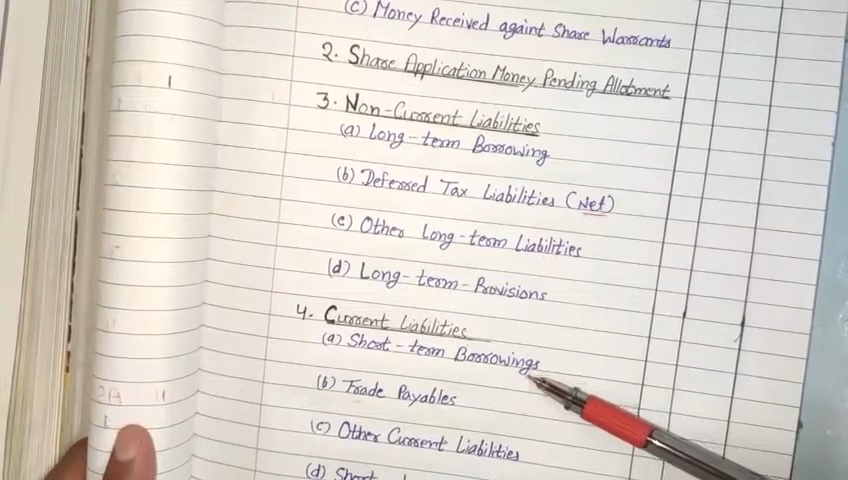 (c) Money Received againt Share Warrants
2. Share Application Money Pending Allotment
3. Non-Current Liabilities
(a) Long-term Borrowing
(b) Deferred Tax Liabilities (Net)
(c) Other Long-term Liabilities
(d) Long-term-Provisions
4. Current Liabilities
(a) Short-term Borrowings
(b) Trade Payables
(c) Other Current Liabilities
(d) Short